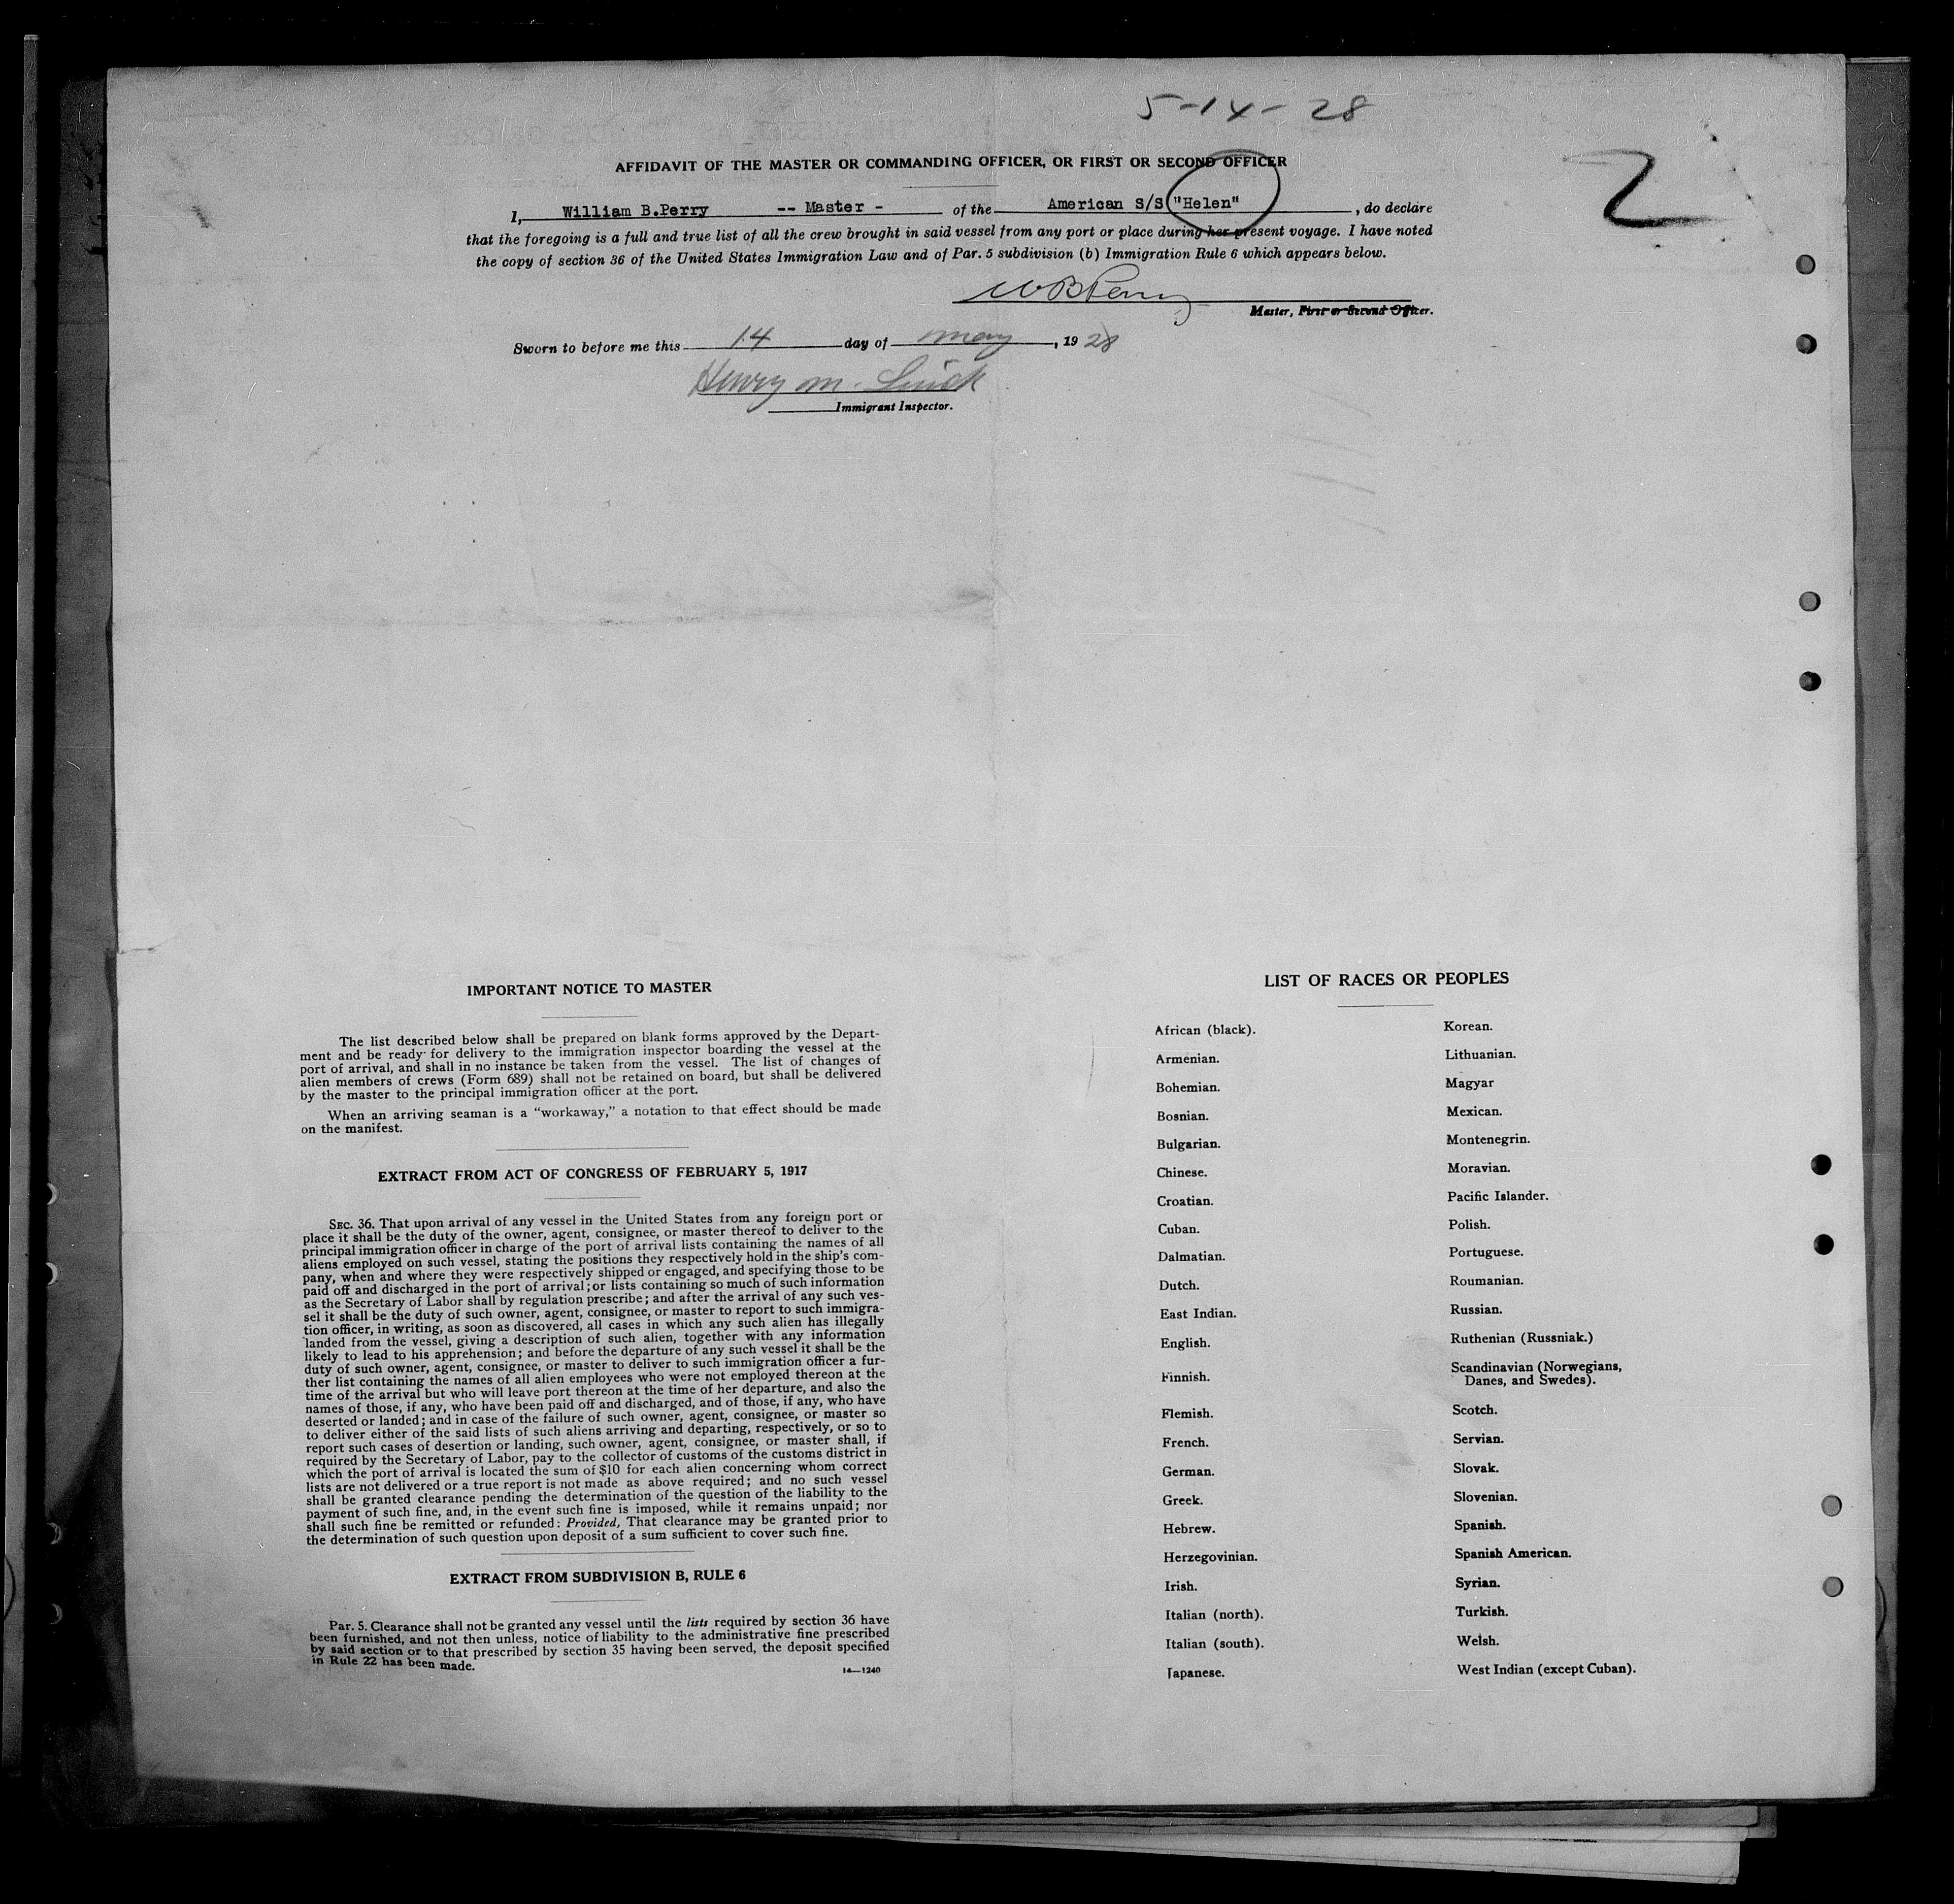 5-14-28
2
AFFIDAVIT OF THE MASTER OR COMMANDING OFFICER, OR FIRST OR SECOND OFFICER
I, William B.Perry -- Master - of the American S/S "Helen" , do declare
that the foregoing is a full and true list of all the crew brought in said vessel from any port or place during her present voyage. I have noted
the copy of section 36 of the United States Immigration Law and of Par. 5 subdivision (b) Immigration Rule 6 which appears below.
W B Perry
Master, First or Second Officer.
Sworn to before me this 14 day of May , 19 28
Henry M.
Immigrant Inspector.
IMPORTANT NOTICE TO MASTER
The list described below shall be prepared on blank forms approved by the Depart-
ment and be ready for delivery to the immigration inspector boarding the vessel at the
port of arrival, and shall in no instance be taken from the vessel. The list of changes of
alien members of crews (Form 689) shall not be retained on board, but shall be delivered
by the master to the principal immigration officer at the port.
When an arriving seaman is a “workaway,” a notation to that effect should be made
on the manifest.
EXTRACT FROM ACT OF CONGRESS OF FEBRUARY 5, 1917
SEC. 36. That upon arrival of any vessel in the United States from any foreign port or
place it shall be the duty of the owner, agent, consignee, or master thereof to deliver to the
principal immigration officer in charge of the port of arrival lists containing the names of all
aliens employed on such vessel, stating the positions they respectively hold in the ship's com-
pany, when and where they were respectively shipped or engaged, and specifying those to be
paid off and discharged in the port of arrival; or lists containing so much of such information
as the Secretary of Labor shall by regulation prescribe; and after the arrival of any such ves-
sel it shall be the duty of such owner, agent, consignee, or master to report to such immigra-
tion officer, in writing, as soon as discovered, all cases in which any such alien has illegally
landed from the vessel, giving a description of such alien, together with any information
likely to lead to his apprehension; and before the departure of any such vessel it shall be the
duty of such owner, agent, consignee, or master to deliver to such immigration officer a fur-
ther list containing the names of all alien employees who were not employed thereon at the
time of the arrival but who will leave port thereon at the time of her departure, and also the
names of those, if any, who have been paid off and discharged, and of those, if any, who have
deserted or landed; and in case of the failure of such owner, agent, consignee, or master so
to deliver either of the said lists of such aliens arriving and departing, respectively, or so to
report such cases of desertion or landing, such owner, agent, consignee, or master shall, if
required by the Secretary of Labor, pay to the collector of customs of the customs district in
which the port of arrival is located the sum of $10 for each alien concerning whom correct
lists are not delivered or a true report is not made as above required; and no such vessel
shall be granted clearance pending the determination of the question of the liability to the
payment of such fine, and, in the event such fine is imposed, while it remains unpaid; nor
shall such fine be remitted or refunded: Provided, That clearance may be granted prior to
the determination of such question upon deposit of a sum sufficient to cover such fine.
EXTRACT FROM SUBDIVISION B, RULE 6
Par. 5. Clearance shall not be granted any vessel until the lists required by section 36 have
been furnished, and not then unless, notice of liability to the administrative fine prescribed
by said section or to that prescribed by section 35 having been served, the deposit specified
in Rule 22 has been made.
14—1240
LIST OF RACES OR PEOPLES
African (black).
Armenian.
Bohemian.
Bosnian.
Bulgarian.
Chinese.
Croatian.
Cuban.
Dalmatian.
Dutch.
East Indian.
English.
Finnish.
Flemish.
French.
German.
Greek.
Hebrew.
Herzegovinian.
Irish.
Italian (north).
Italian (south).
Japanese.
Korean.
Lithuanian.
Magyar
Mexican.
Montenegrin.
Moravian.
Pacific Islander.
Polish.
Portuguese.
Roumanian.
Russian.
Ruthenian (Russniak.)
Scandinavian (Norwegians,
Danes, and Swedes).
Scotch.
Servian.
Slovak.
Slovenian.
Spanish.
Spanish American.
Syrian.
Turkish.
Welsh.
West Indian (except Cuban).